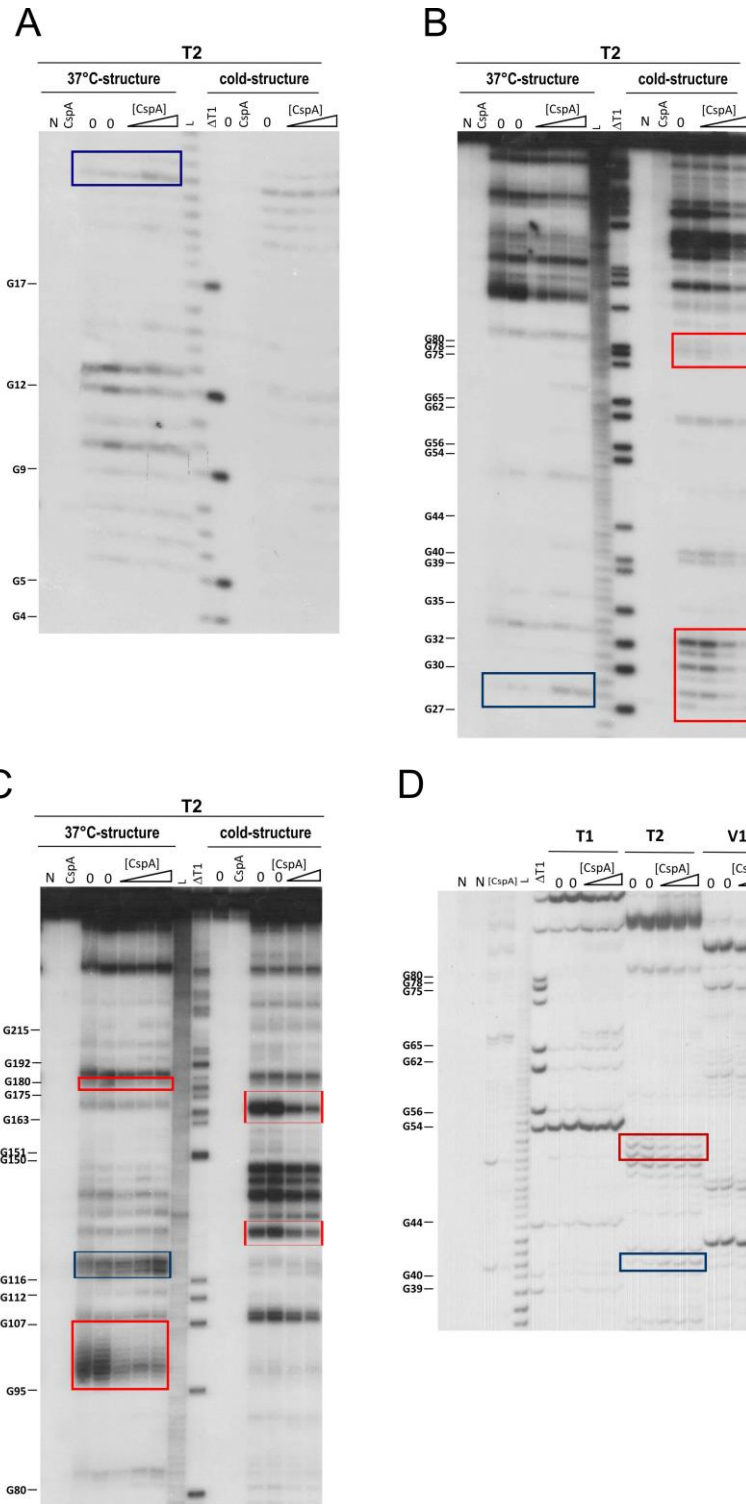 A
T2
37°C-structure cold-structure
N CspA 0 0 [CspA] L ΔT1 0 CspA 0 [CspA]
G17
G12
G9
G5
G4
B
T2
37°C-structure cold-structure
N CspA 0 0 [CspA] L ΔT1 N CspA 0 [CspA]
G80
G78
G75
G65
G62
G56
G54
G44
G40
G39
G35
G32
G30
G27
C
T2
37°C-structure cold-structure
N CspA 0 0 [CspA] L ΔT1 0 CspA 0 0 [CspA]
G215
G192
G180
G175
G163
G151
G150
G116
G112
G107
G95
G80
D
T1 T2 V1
N N [CspA] L ΔT1 0 0 [CspA] 0 0 [CspA] 0 0 [Cs
G80
G78
G75
G65
G62
G56
G54
G44
G40
G39